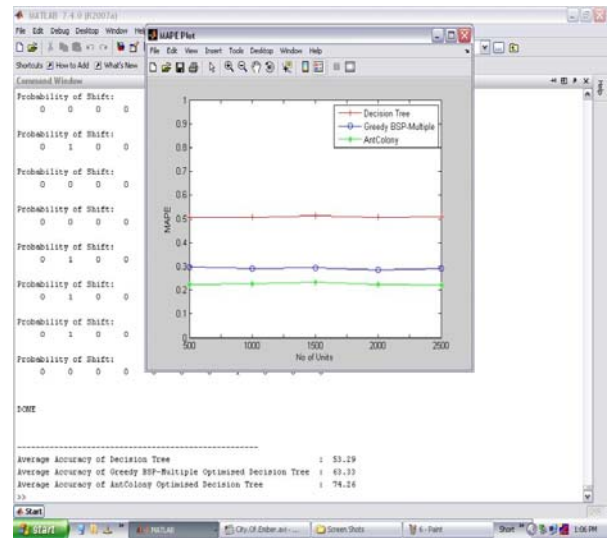 MATLAB 7.4.0 (R2007a)
File Edit Debug Desktop Window Help
Shortcuts How to Add What's New
Command Window
Probability of Shift:
0 0 0 0
Probability of Shift:
0 1 0 0
Probability of Shift:
0 0 0 0
Probability of Shift:
0 0 0 0
Probability of Shift:
0 1 0 0
Probability of Shift:
0 1 0 0
Probability of Shift:
0 1 0 0
Probability of Shift:
0 0 0 0
DONE
Average Accuracy of Decision Tree : 53.29
Average Accuracy of Greedy BSP-Multiple Optimised Decision Tree : 63.33
Average Accuracy of AntColony Optimised Decision Tree : 74.26
>>
MAPE Plot
File Edit View Insert Tools Desktop Window Help
Decision Tree
Greedy BSP-Multiple
AntColony
MAPE
1
0.9
0.8
0.7
0.6
0.5
0.4
0.3
0.2
0.1
0
500 1000 1500 2000 2500
No of Units
Start
start
MATLAB
City.Of.Ember.avi - ...
Screen Shots
6 - Paint
Short
1:06 PM